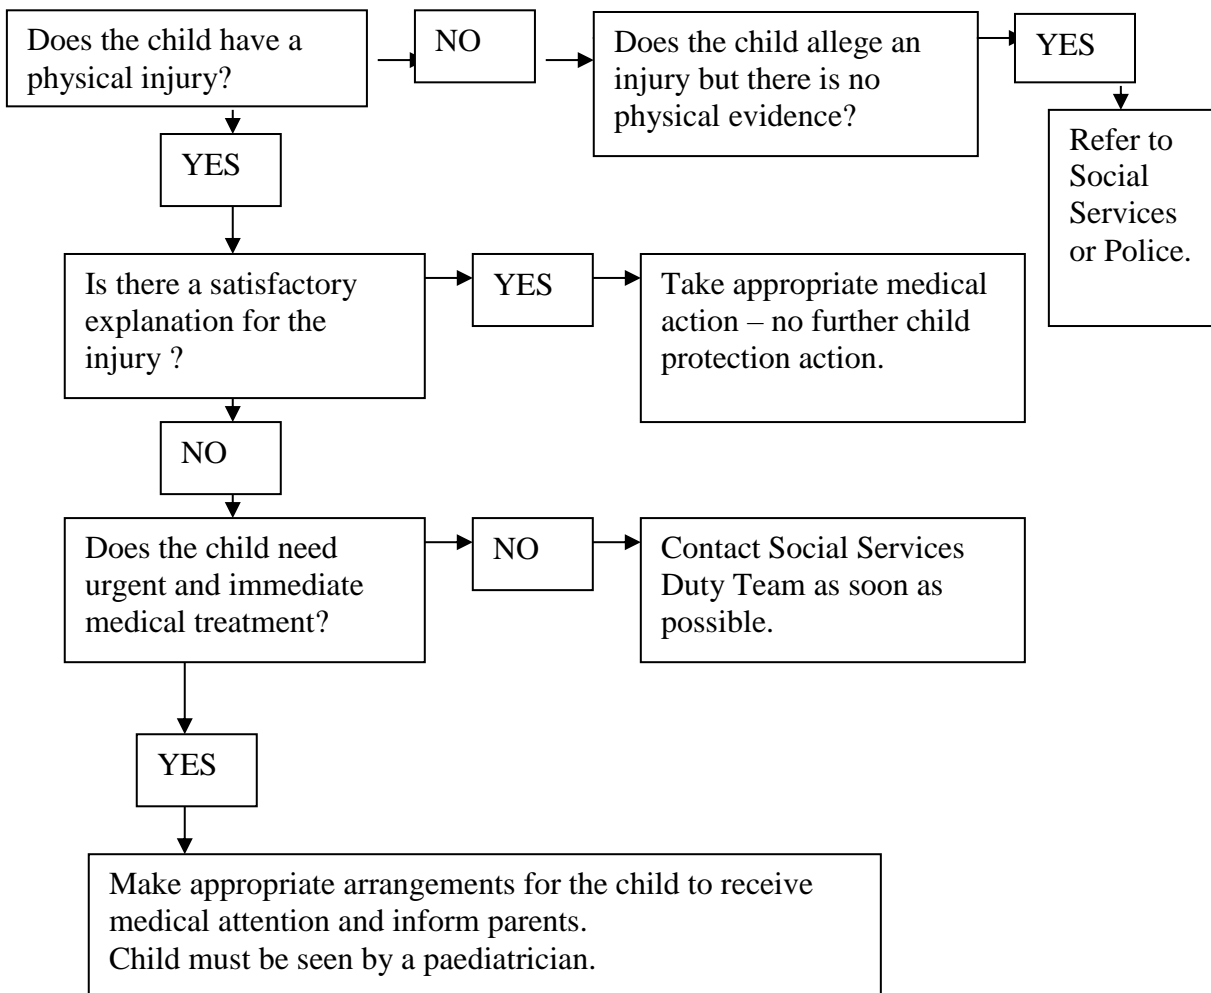 Does the child have a
physical injury?
NO
Does the child allege an
injury but there is no
physical evidence?
YES
Refer to
Social
Services
or Police.
YES
Is there a satisfactory
explanation for the
injury ?
YES
Take appropriate medical
action – no further child
protection action.
NO
Does the child need
urgent and immediate
medical treatment?
NO
Contact Social Services
Duty Team as soon as
possible.
YES
Make appropriate arrangements for the child to receive
medical attention and inform parents.
Child must be seen by a paediatrician.